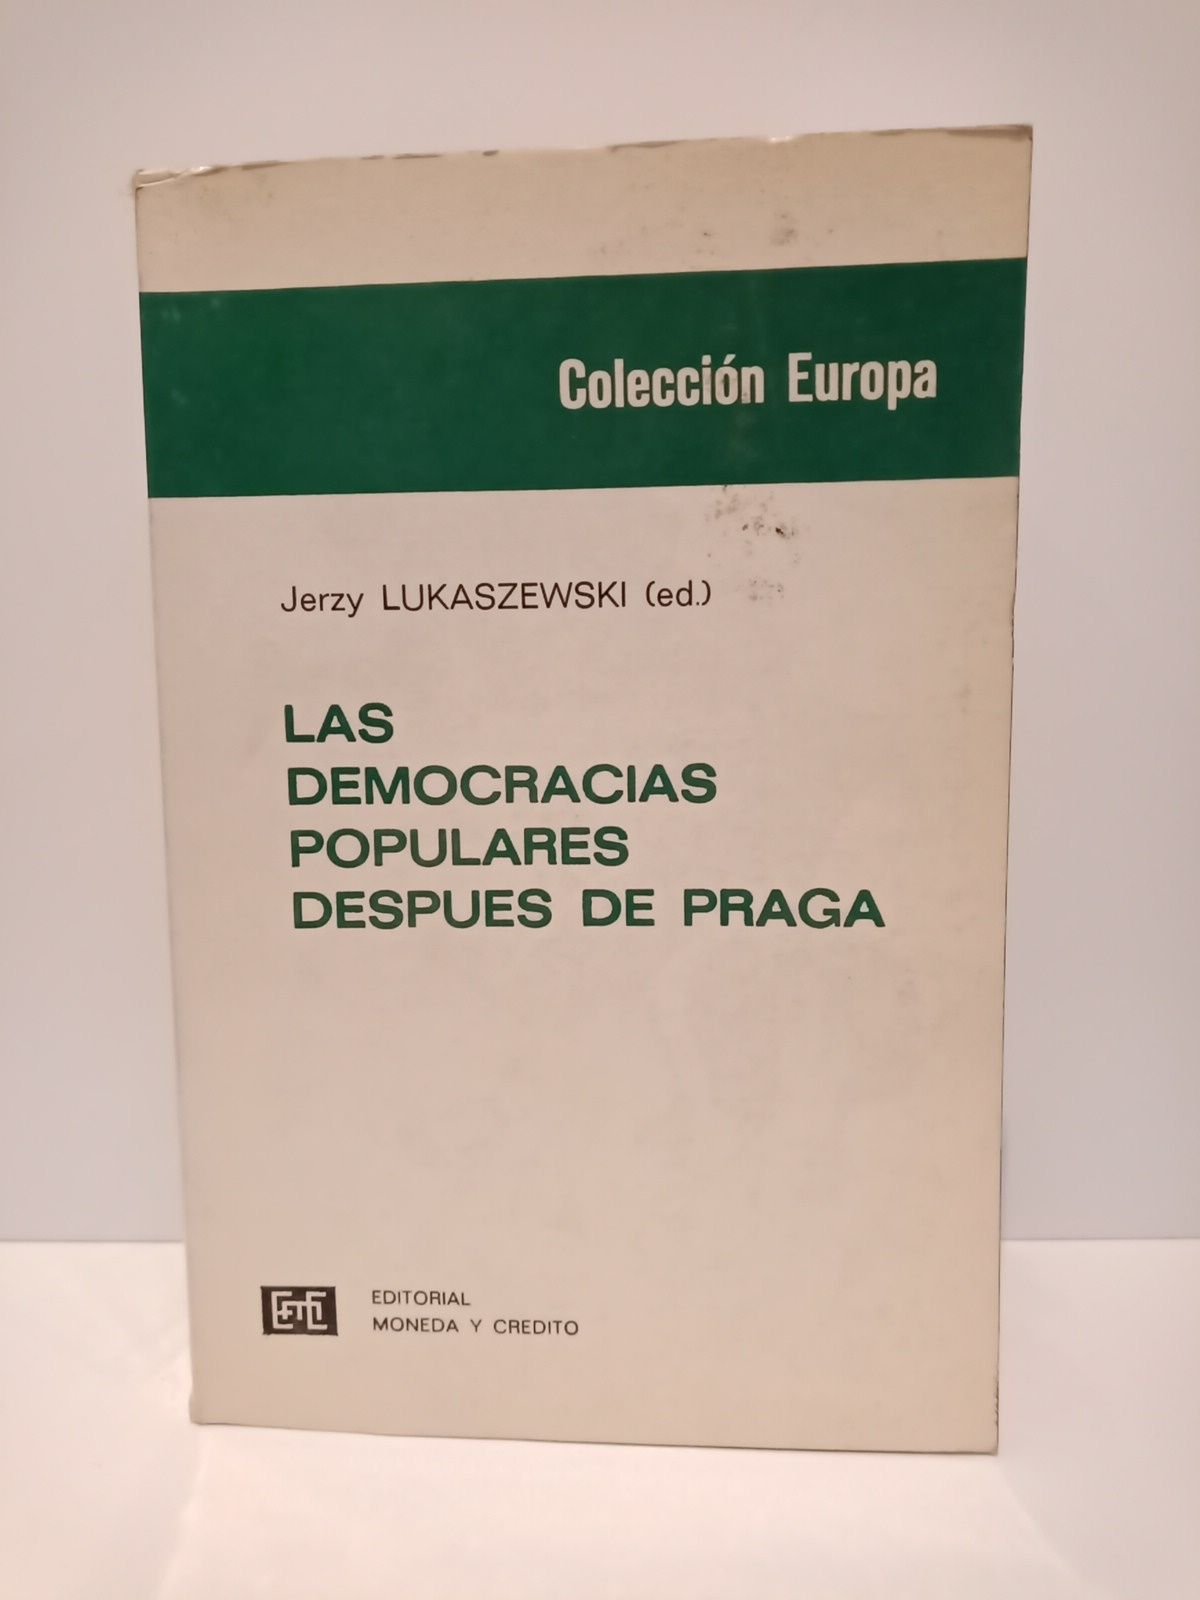 Colección Europa
Jerzy LUKASZEWSKI (ed.)
LAS
DEMOCRACIAS
POPULARES
DESPUES DE PRAGA
EDITORIAL
MONEDA Y CREDITO